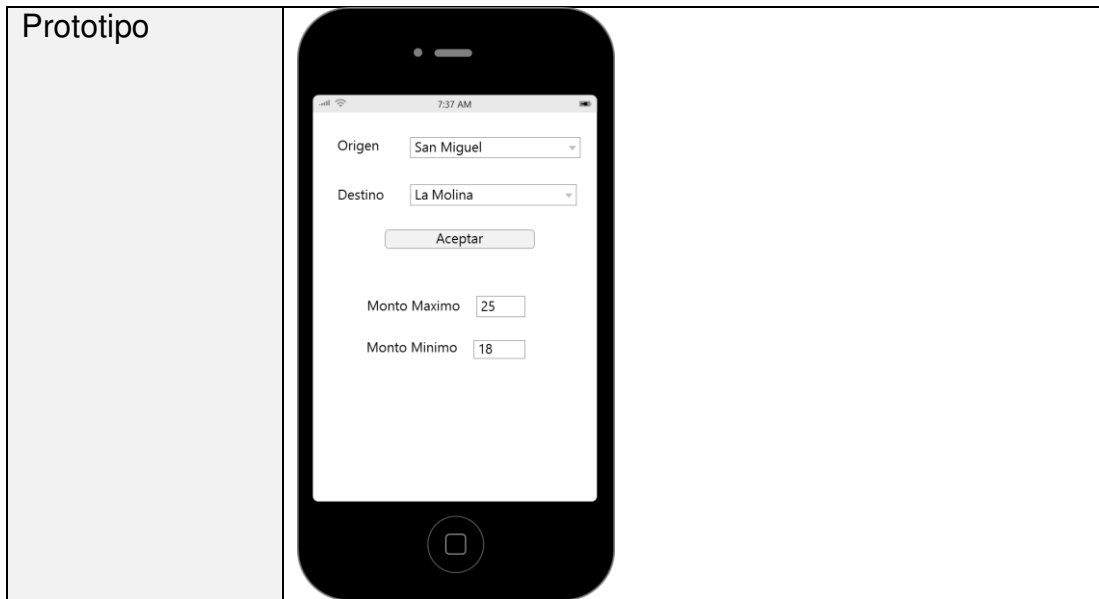 Prototipo
7:37 AM
Origen San Miguel
Destino La Molina
Aceptar
Monto Maximo 25
Monto Minimo 18